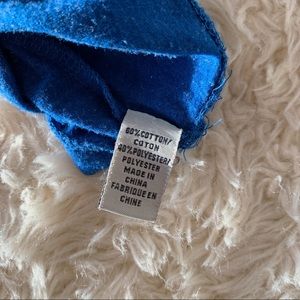 60%COTTON/
COTON
40%POLYESTER/
POLYESTER
MADE IN
CHINA
FABRIQUE EN
CHINE